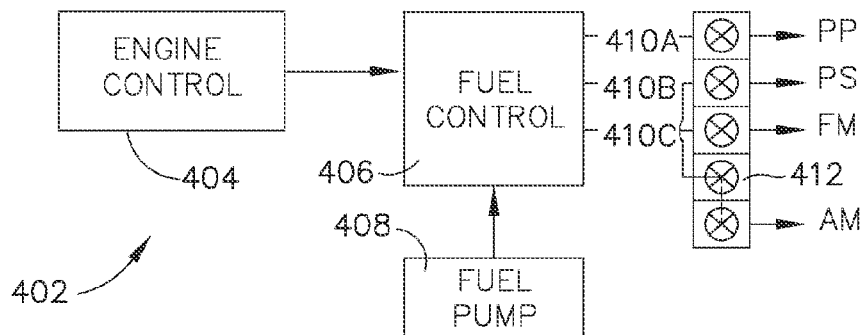 ENGINE
CONTROL
404
402
FUEL
CONTROL
406
408
FUEL
PUMP
410A
410B
410C
PP
PS
FM
412
AM